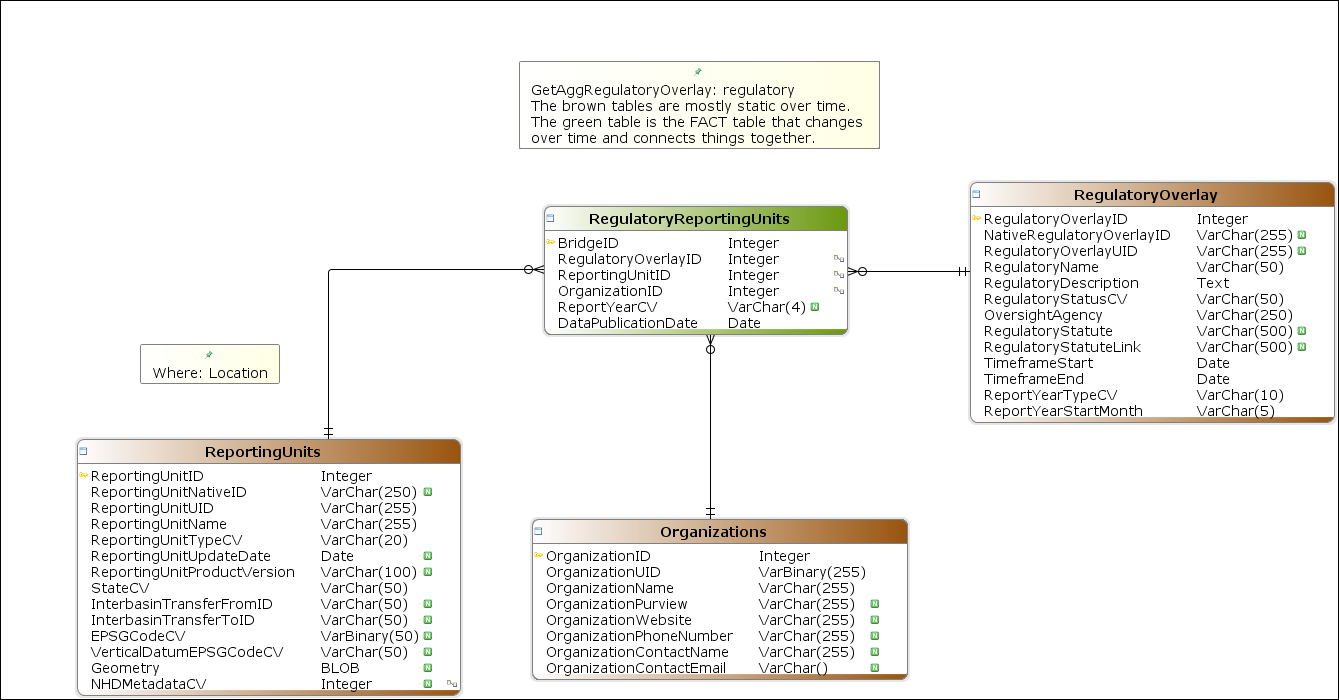 GetAggRegulatoryOverlay: regulatory
The brown tables are mostly static over time.
The green table is the FACT table that changes
over time and connects things together.
RegulatoryReportingUnits
BridgeID Integer
RegulatoryOverlayID Integer
ReportingUnitID Integer
OrganizationID Integer
ReportYearCV VarChar(4) N
DataPublicationDate Date
RegulatoryOverlay
RegulatoryOverlayID Integer
NativeRegulatoryOverlayID VarChar(255) N
RegulatoryOverlayUID VarChar(255) N
RegulatoryName VarChar(50)
RegulatoryDescription Text
RegulatoryStatusCV VarChar(50)
OversightAgency VarChar(250)
RegulatoryStatute VarChar(500) N
RegulatoryStatuteLink VarChar(500) N
TimeframeStart Date
TimeframeEnd Date
ReportYearTypeCV VarChar(10)
ReportYearStartMonth VarChar(5)
Where: Location
ReportingUnits
ReportingUnitID Integer
ReportingUnitNativeID VarChar(250) N
ReportingUnitUID VarChar(255)
ReportingUnitName VarChar(255)
ReportingUnitTypeCV VarChar(20)
ReportingUnitUpdateDate Date N
ReportingUnitProductVersion VarChar(100) N
StateCV VarChar(50)
InterbasinTransferFromID VarChar(50) N
InterbasinTransferToID VarChar(50) N
EPSGCodeCV VarBinary(50) N
VerticalDatumEPSGCodeCV VarChar(50) N
Geometry BLOB N
NHDMetadataCV Integer N
Organizations
OrganizationID Integer
OrganizationUID VarBinary(255)
OrganizationName VarChar(255)
OrganizationPurview VarChar(255) N
OrganizationWebsite VarChar(255) N
OrganizationPhoneNumber VarChar(255) N
OrganizationContactName VarChar(255) N
OrganizationContactEmail VarChar() N